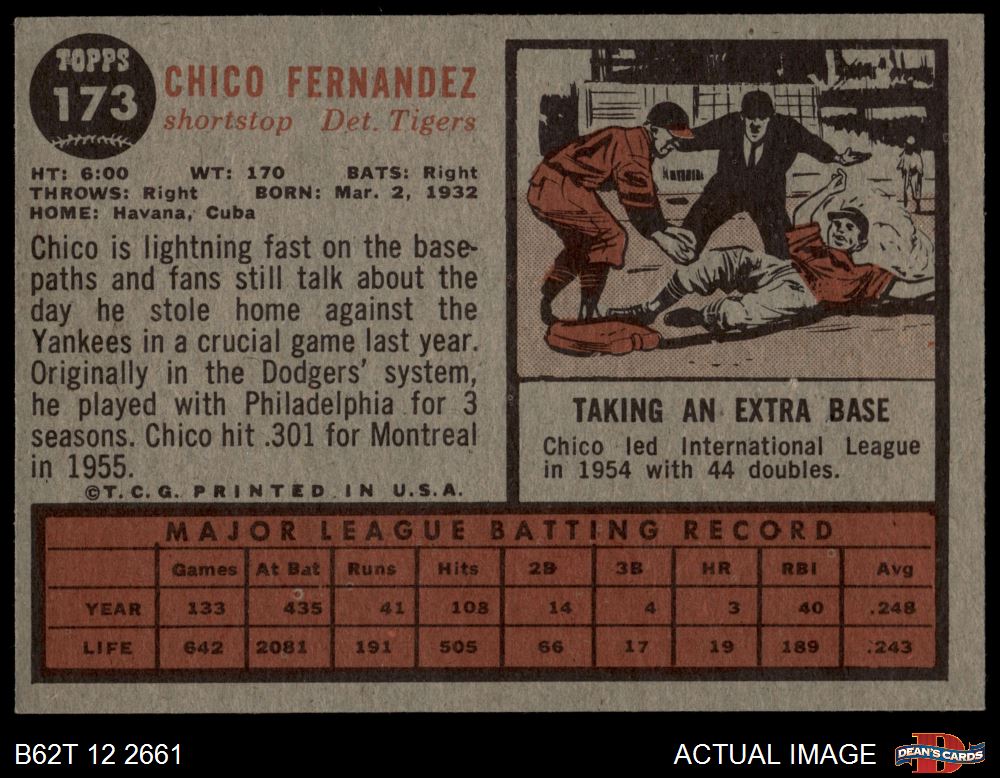 TOPPS
173
CHICO FERNANDEZ
shortstop Det. Tigers
HT: 6:00 WT: 170 BATS: Right
THROWS: Right BORN: Mar. 2, 1932
HOME: Havana, Cuba
Chico is lightning fast on the base-
paths and fans still talk about the
day he stole home against the
Yankees in a crucial game last year.
Originally in the Dodgers' system,
he played with Philadelphia for 3
seasons. Chico hit .301 for Montreal
in 1955.
©T.C.G. PRINTED IN U.S.A.
TAKING AN EXTRA BASE
Chico led International League
in 1954 with 44 doubles.
MAJOR LEAGUE BATTING RECORD
Games At Bat Runs Hits 2B 3B HR RBI Avg
YEAR 133 435 41 108 14 4 3 40 .248
LIFE 642 2081 191 505 66 17 19 189 .243
B62T 12 2661
ACTUAL IMAGE
DEAN'S CARDS